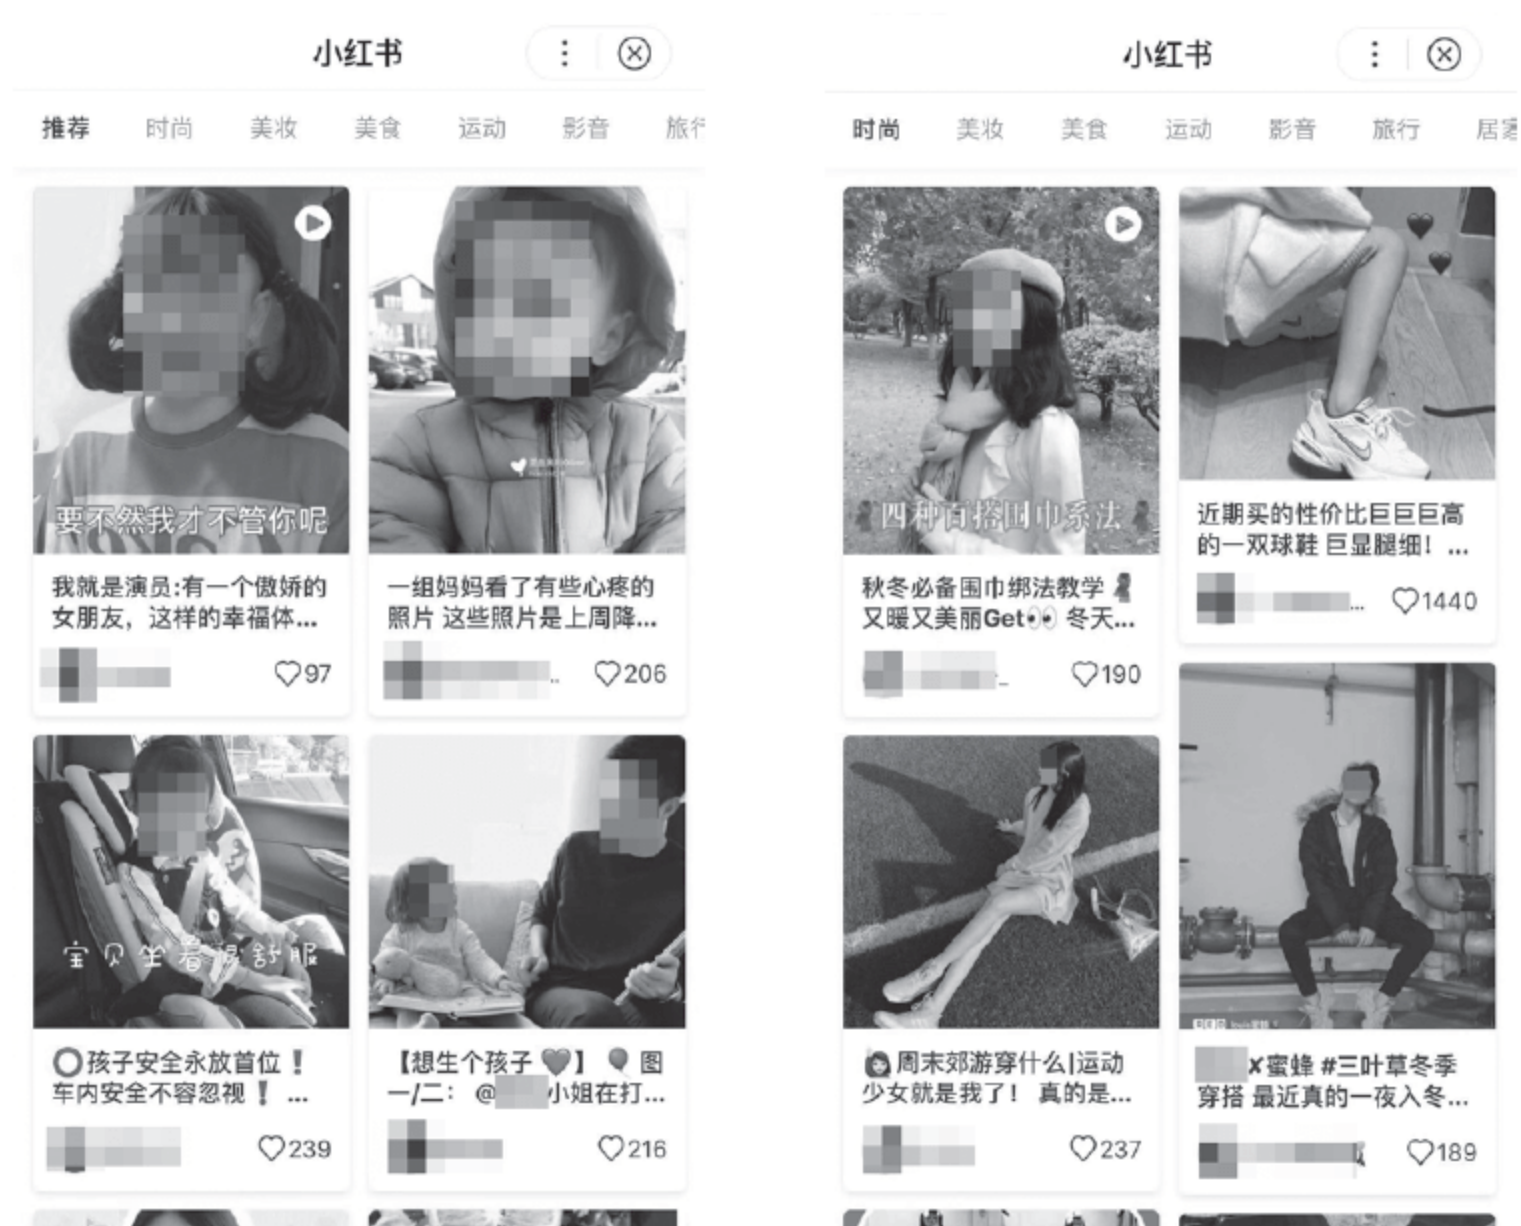 小红书
推荐 时尚 美妆 美食 运动 影音 旅行
要不然我才不管你呢
我就是演员:有一个傲娇的
女朋友，这样的幸福体...
97
一组妈妈看了有些心疼的
照片 这些照片是上周降...
206
宝贝坐着很舒服
⭕孩子安全永放首位❗
车内安全不容忽视❗ ...
239
【想生个孩子🖤】🎈图
一/二： @ 小姐在打...
216
小红书
时尚 美妆 美食 运动 影音 旅行 居家
四种百搭围巾系法
秋冬必备围巾绑法教学🧣
又暖又美丽Get👀 冬天...
190
近期买的性价比巨巨巨高
的一双球鞋 巨显腿细！ ...
1440
🙋周末郊游穿什么|运动
少女就是我了！ 真的是...
237
✘蜜蜂 #三叶草冬季
穿搭 最近真的一夜入冬...
189